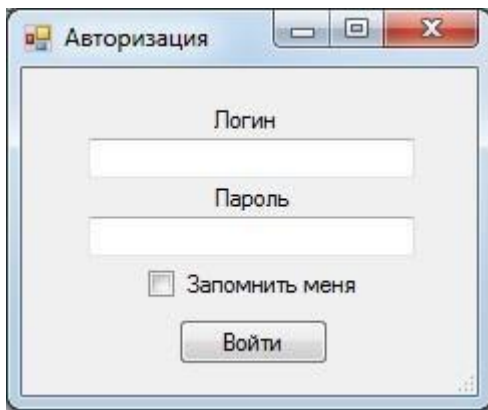 Авторизация
Логин
Пароль
Запомнить меня
Войти